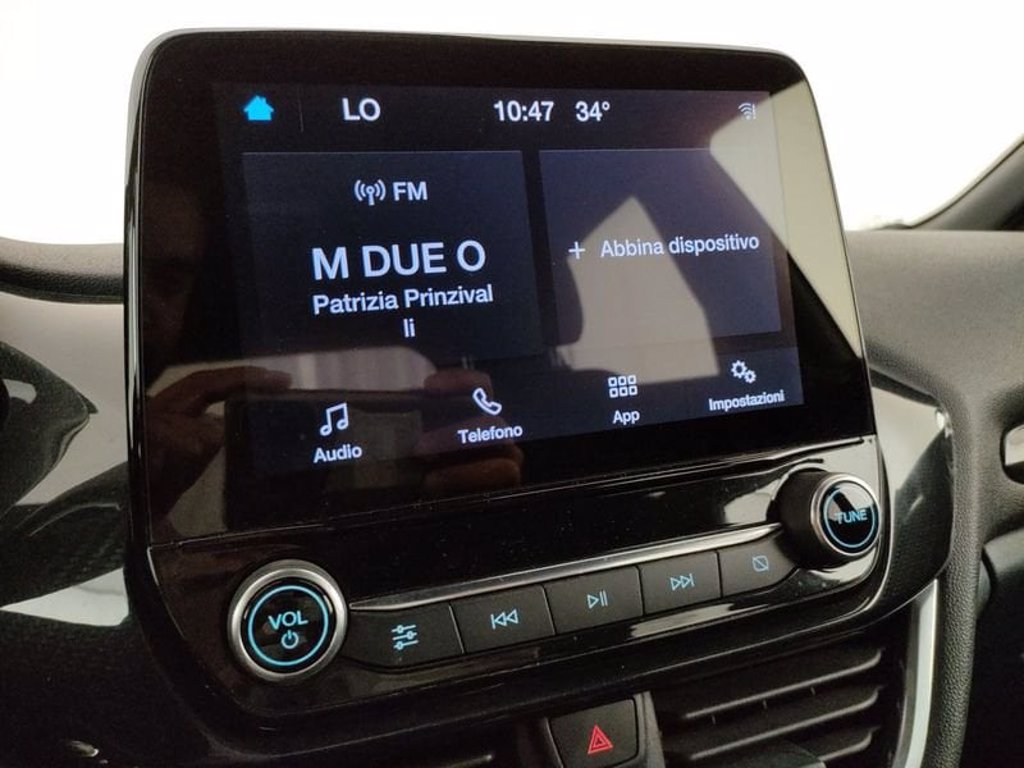 LO 10:47 34°
FM
M DUE O
Patrizia Prinzival
li
+ Abbina dispositivo
Audio Telefono App Impostazioni
TUNE
VOL